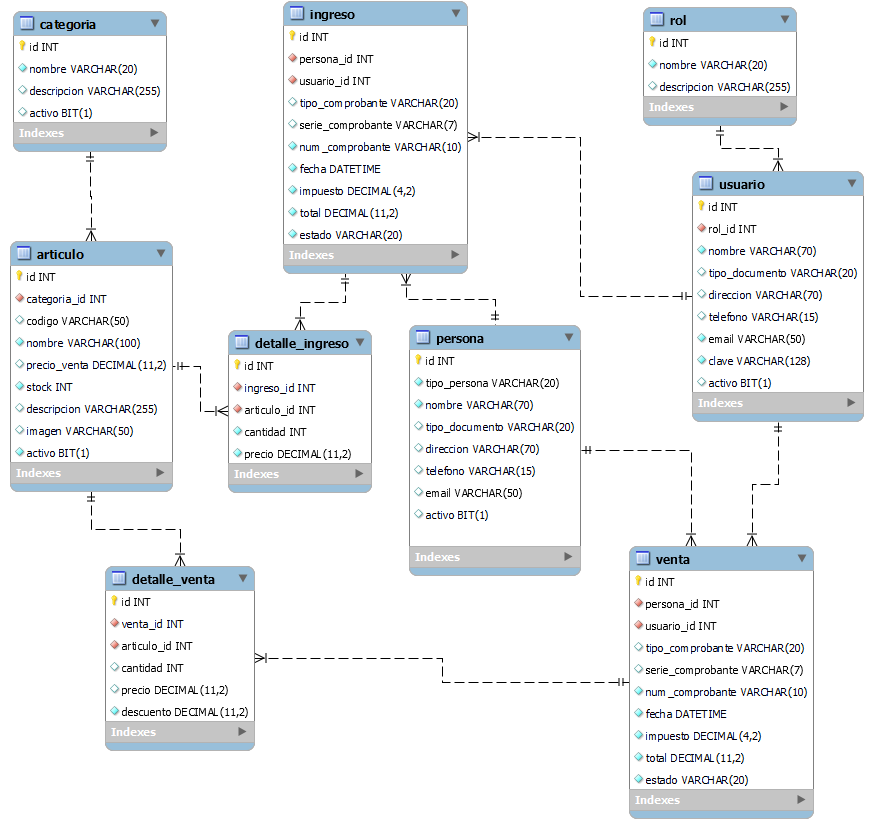 categoria
id INT
nombre VARCHAR(20)
descripcion VARCHAR(255)
activo BIT(1)
Indexes
ingreso
id INT
persona_id INT
usuario_id INT
tipo_comprobante VARCHAR(20)
serie_comprobante VARCHAR(7)
num_comprobante VARCHAR(10)
fecha DATETIME
impuesto DECIMAL(4,2)
total DECIMAL(11,2)
estado VARCHAR(20)
Indexes
rol
id INT
nombre VARCHAR(20)
descripcion VARCHAR(255)
Indexes
usuario
id INT
rol_id INT
nombre VARCHAR(70)
tipo_documento VARCHAR(20)
direccion VARCHAR(70)
telefono VARCHAR(15)
email VARCHAR(50)
clave VARCHAR(128)
activo BIT(1)
Indexes
articulo
id INT
categoria_id INT
codigo VARCHAR(50)
nombre VARCHAR(100)
precio_venta DECIMAL(11,2)
stock INT
descripcion VARCHAR(255)
imagen VARCHAR(50)
activo BIT(1)
Indexes
detalle_ingreso
id INT
ingreso_id INT
articulo_id INT
cantidad INT
precio DECIMAL(11,2)
Indexes
persona
id INT
tipo_persona VARCHAR(20)
nombre VARCHAR(70)
tipo_documento VARCHAR(20)
direccion VARCHAR(70)
telefono VARCHAR(15)
email VARCHAR(50)
activo BIT(1)
Indexes
detalle_venta
id INT
venta_id INT
articulo_id INT
cantidad INT
precio DECIMAL(11,2)
descuento DECIMAL(11,2)
Indexes
venta
id INT
persona_id INT
usuario_id INT
tipo_comprobante VARCHAR(20)
serie_comprobante VARCHAR(7)
num_comprobante VARCHAR(10)
fecha DATETIME
impuesto DECIMAL(4,2)
total DECIMAL(11,2)
estado VARCHAR(20)
Indexes